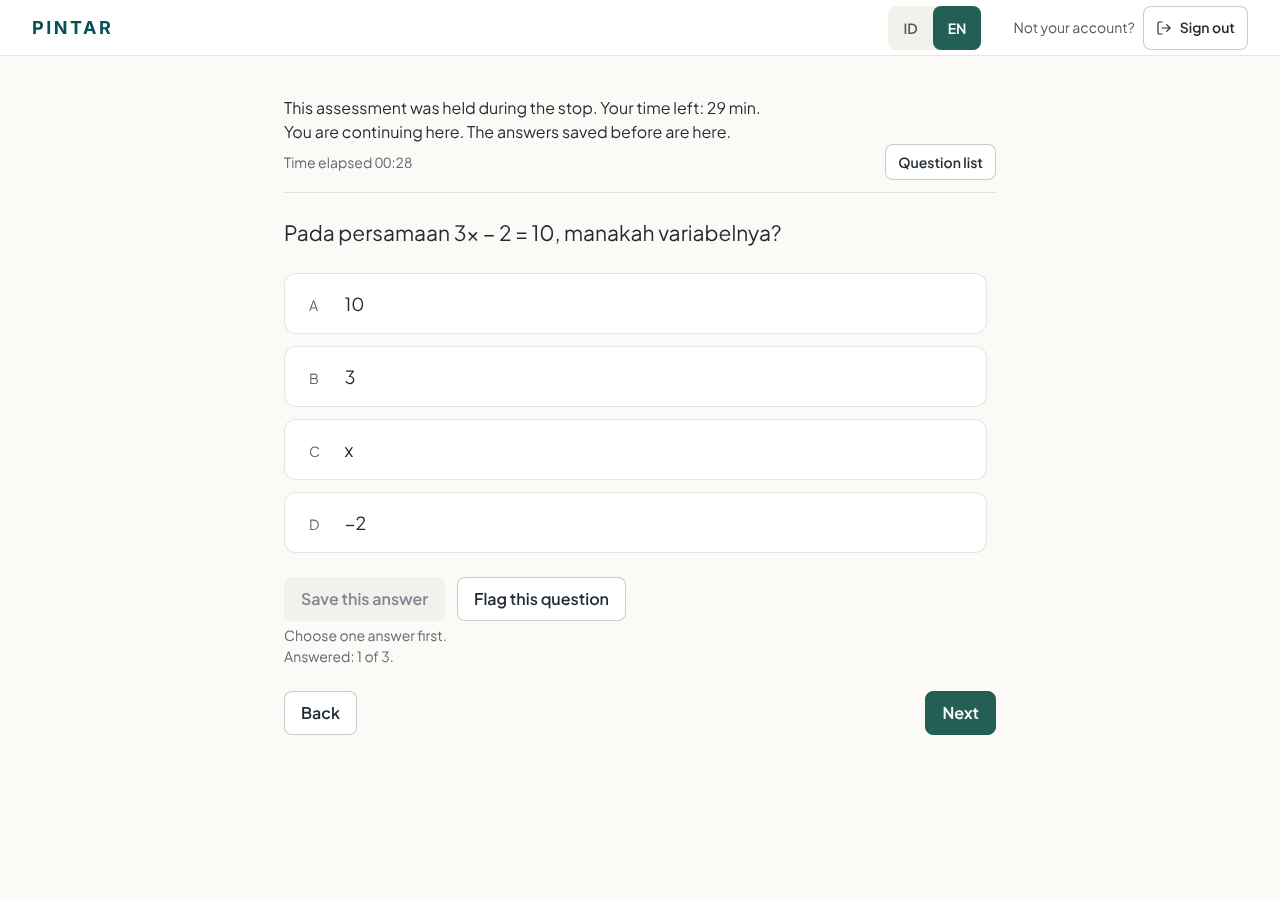 PINTAR
ID
EN
Not your account?
Sign out
This assessment was held during the stop. Your time left: 29 min.
You are continuing here. The answers saved before are here.
Time elapsed 00:28
Question list
Pada persamaan 3× − 2 = 10, manakah variabelnya?
A 10
B 3
C x
D −2
Save this answer
Flag this question
Choose one answer first.
Answered: 1 of 3.
Back
Next